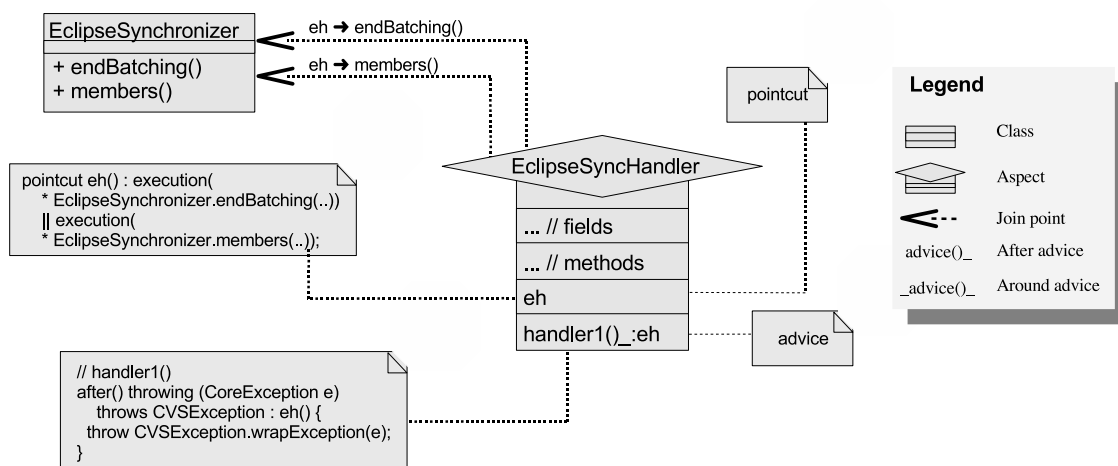 EclipseSynchronizer
+ endBatching()
+ members()
eh ➔ endBatching()
eh ➔ members()
pointcut
EclipseSyncHandler
... // fields
... // methods
eh
handler1()_:eh
advice
pointcut eh() : execution(
* EclipseSynchronizer.endBatching(..))
|| execution(
* EclipseSynchronizer.members(..));
// handler1()
after() throwing (CoreException e)
throws CVSException : eh() {
throw CVSException.wrapException(e);
}
Legend
Class
Aspect
Join point
advice()_ After advice
_advice()_ Around advice